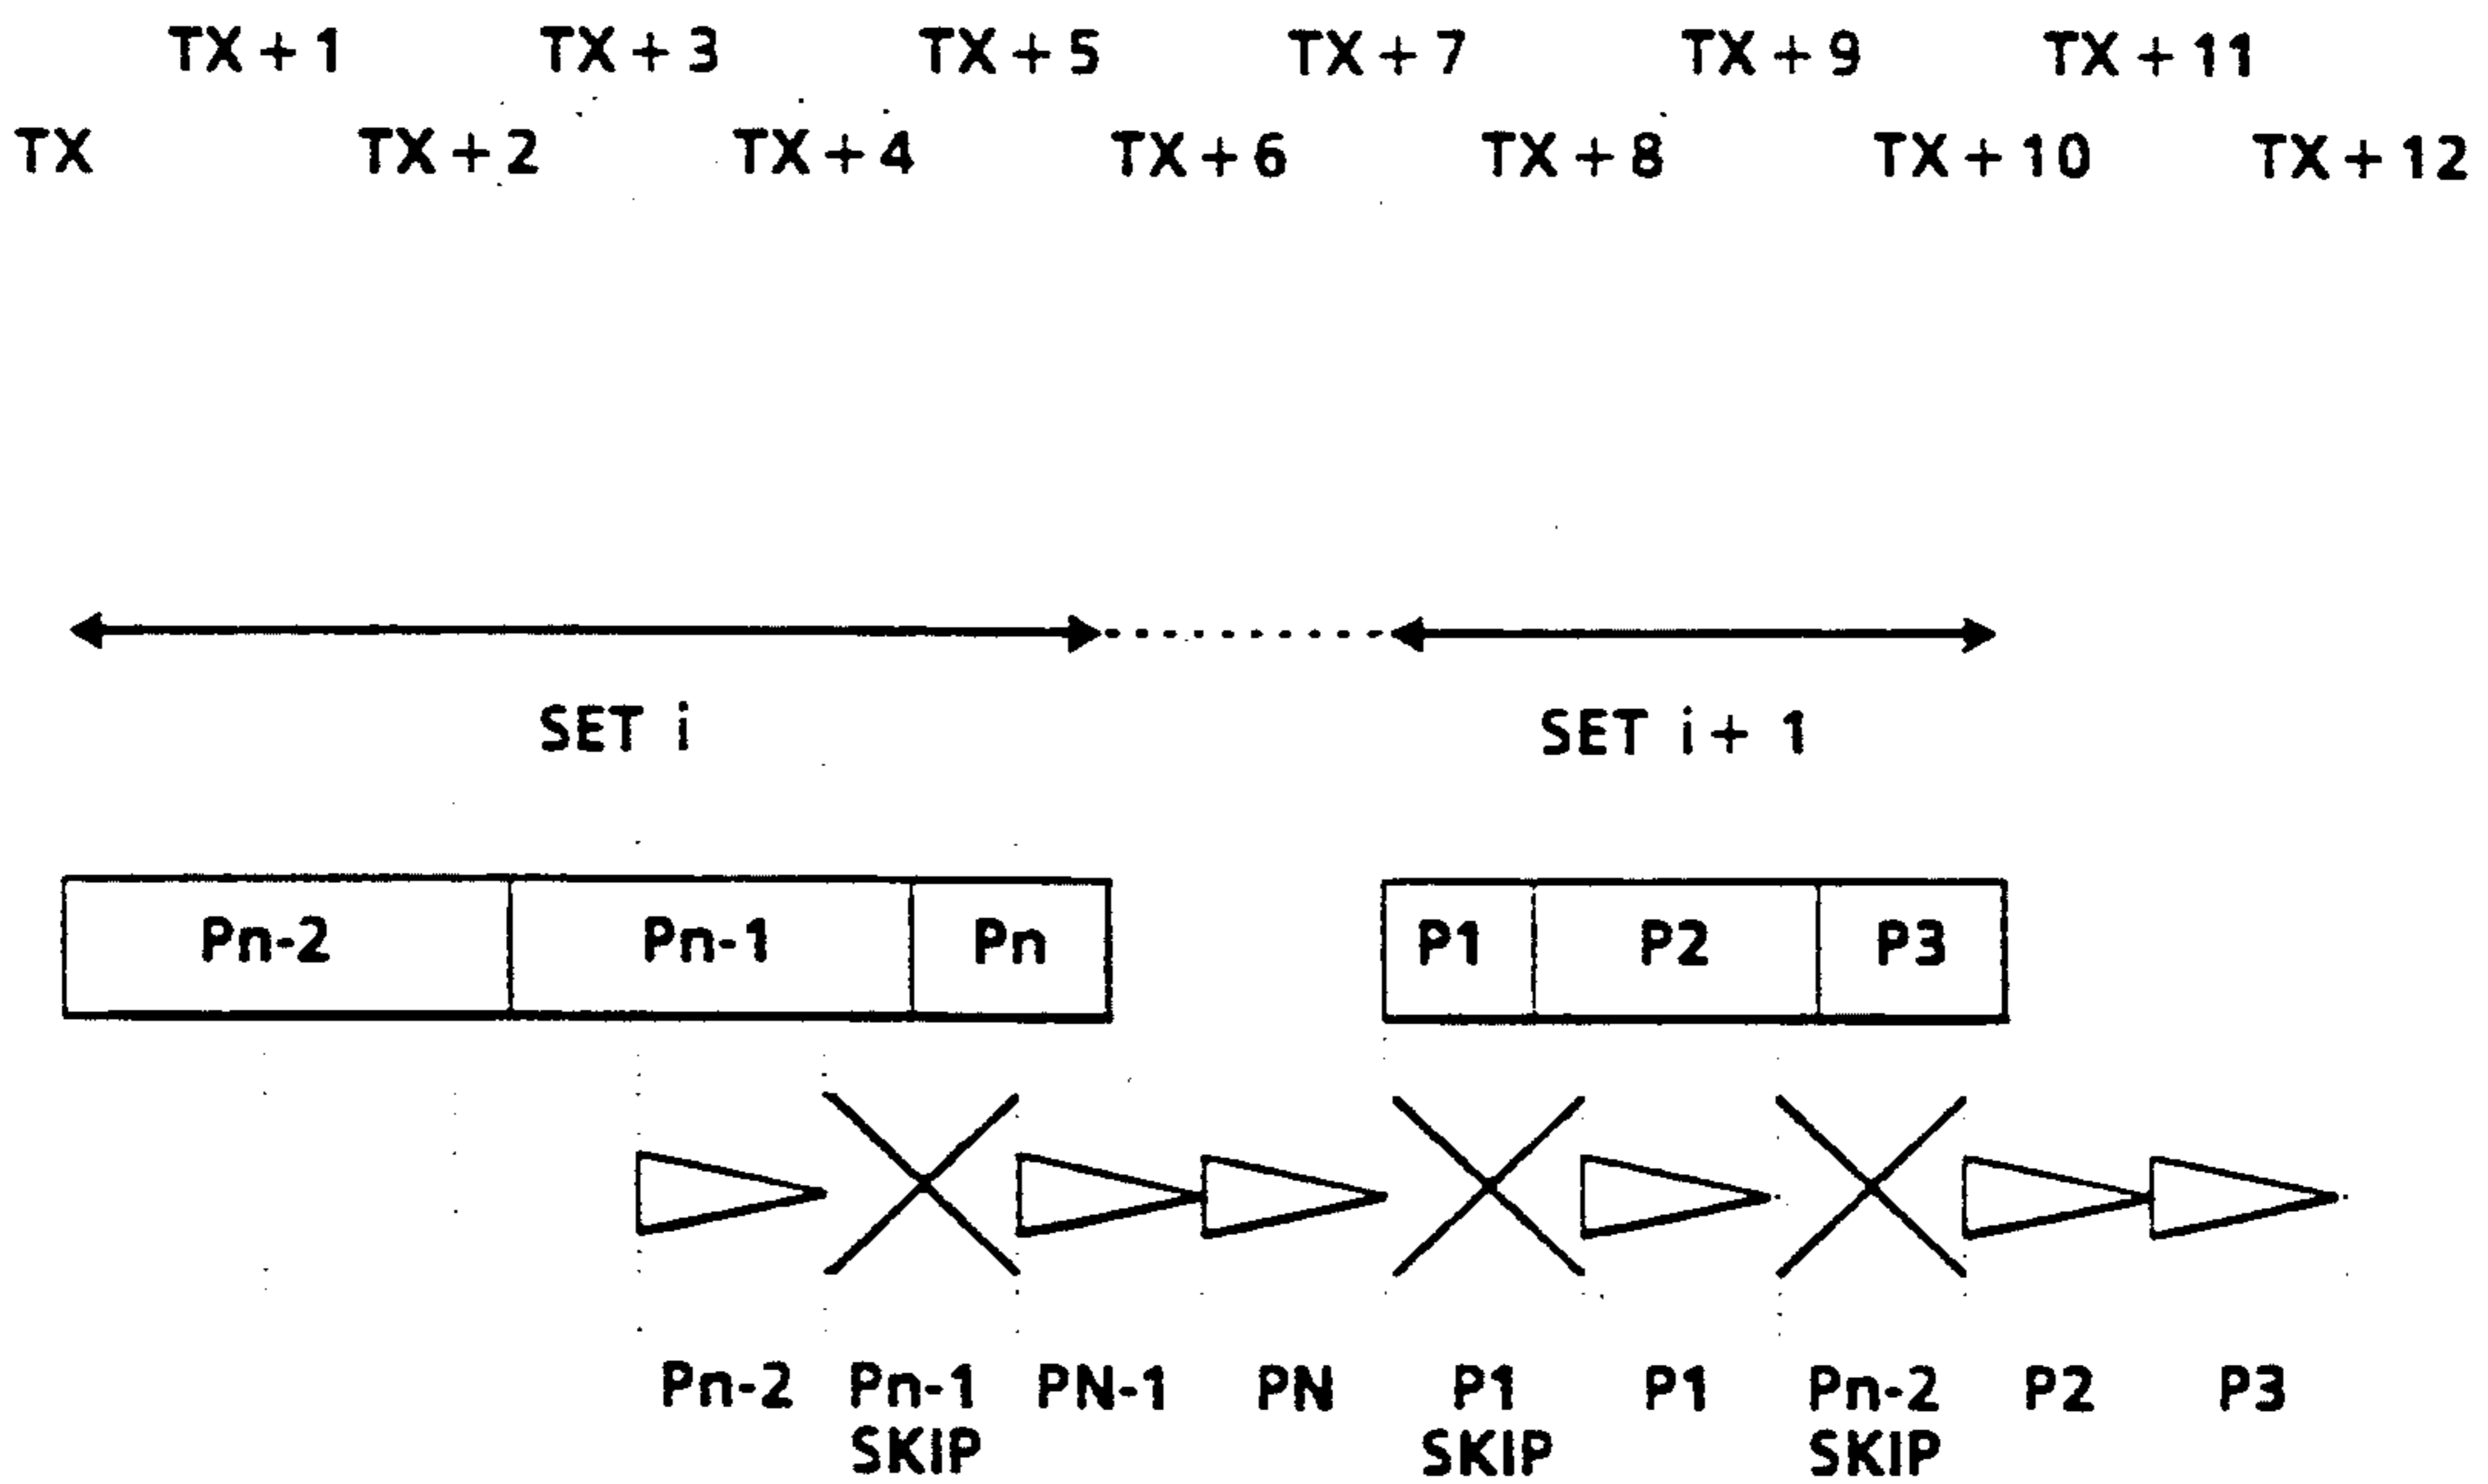 TX + 1 TX + 3 TX + 5 TX + 7 TX + 9 TX + 11
TX TX + 2 TX + 4 TX + 6 TX + 8 TX + 10 TX + 12
SET i SET i + 1
Pn-2 Pn-1 Pn P1 P2 P3
Pn-2 Pn-1 PN-1 PN P1 P1 Pn-2 P2 P3
SKIP SKIP SKIP